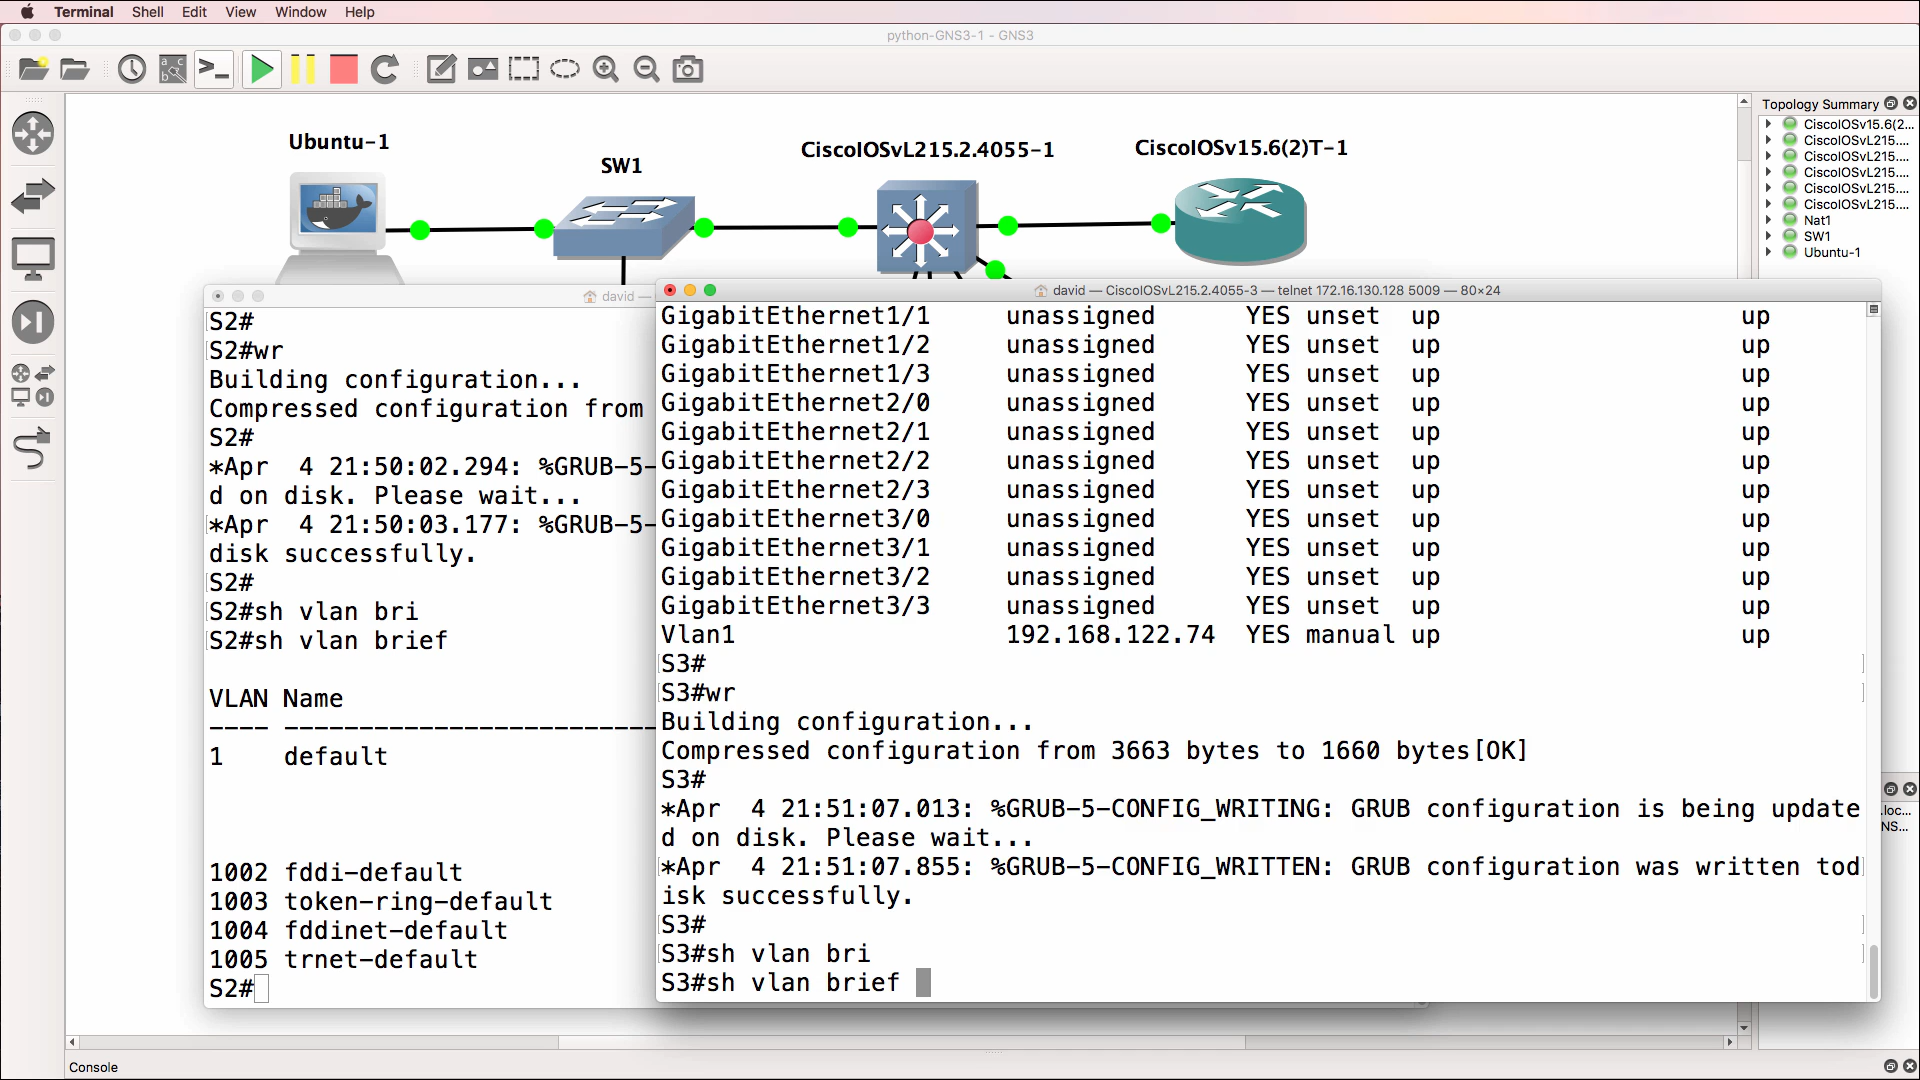 Terminal Shell Edit View Window Help
python-GNS3-1 - GNS3
Ubuntu-1
SW1
CiscoIOSvL215.2.4055-1
CiscoIOSv15.6(2)T-1
Topology Summary
CiscoIOSv15.6(2...
CiscoIOSvL215....
CiscoIOSvL215....
CiscoIOSvL215....
CiscoIOSvL215....
CiscoIOSvL215....
Nat1
SW1
Ubuntu-1
david —
S2#
S2#wr
Building configuration...
Compressed configuration from
S2#
*Apr  4 21:50:02.294: %GRUB-5-
d on disk. Please wait...
*Apr  4 21:50:03.177: %GRUB-5-
disk successfully.
S2#
S2#sh vlan bri
S2#sh vlan brief
VLAN Name
---- -------------------------
1    default
1002 fddi-default
1003 token-ring-default
1004 fddinet-default
1005 trnet-default
S2#
david — CiscoIOSvL215.2.4055-3 — telnet 172.16.130.128 5009 — 80×24
GigabitEthernet1/1     unassigned      YES unset  up                    up
GigabitEthernet1/2     unassigned      YES unset  up                    up
GigabitEthernet1/3     unassigned      YES unset  up                    up
GigabitEthernet2/0     unassigned      YES unset  up                    up
GigabitEthernet2/1     unassigned      YES unset  up                    up
GigabitEthernet2/2     unassigned      YES unset  up                    up
GigabitEthernet2/3     unassigned      YES unset  up                    up
GigabitEthernet3/0     unassigned      YES unset  up                    up
GigabitEthernet3/1     unassigned      YES unset  up                    up
GigabitEthernet3/2     unassigned      YES unset  up                    up
GigabitEthernet3/3     unassigned      YES unset  up                    up
Vlan1                  192.168.122.74  YES manual up                    up
S3#
S3#wr
Building configuration...
Compressed configuration from 3663 bytes to 1660 bytes[OK]
S3#
*Apr  4 21:51:07.013: %GRUB-5-CONFIG_WRITING: GRUB configuration is being update
d on disk. Please wait...
*Apr  4 21:51:07.855: %GRUB-5-CONFIG_WRITTEN: GRUB configuration was written tod
isk successfully.
S3#
S3#sh vlan bri
S3#sh vlan brief
.loc...
NS...
Console